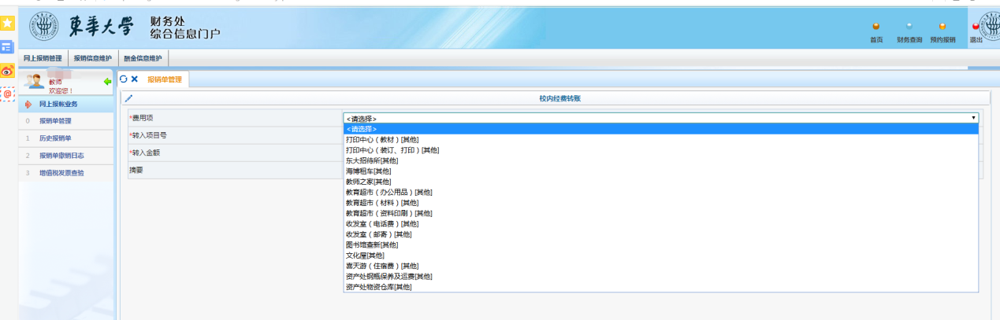 東华大学 财务处
综合信息门户
首页 财务查询 预约报销 退出
网上报销管理 报销信息维护 酬金信息维护
教师
欢迎您！
报销单管理
网上报帐业务
0 报销单管理
1 历史报销单
2 报销单撤销日志
3 增值税发票查验
校内经费转账
*费用项
*转入项目号
*转入金额
摘要
<请选择>
<请选择>
打印中心（教材）[其他]
打印中心（装订、打印）[其他]
东大招待所[其他]
海博租车[其他]
教师之家[其他]
教育超市（办公用品）[其他]
教育超市（材料）[其他]
教育超市（资料印刷）[其他]
收发室（电话费）[其他]
收发室（邮寄）[其他]
图书馆查新[其他]
文化屋[其他]
喜天游（住宿费）[其他]
资产处钢瓶保养及运费[其他]
资产处物资仓库[其他]